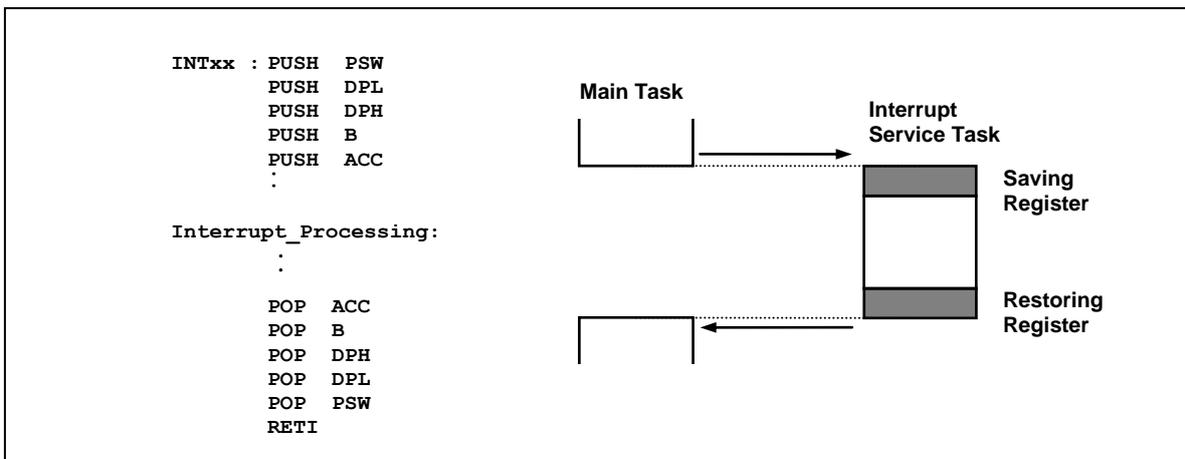 INTxx : PUSH PSW
PUSH DPL
PUSH DPH
PUSH B
PUSH ACC
:
Interrupt_Processing:
:
POP ACC
POP B
POP DPH
POP DPL
POP PSW
RETI
Main Task
Interrupt
Service Task
Saving
Register
Restoring
Register